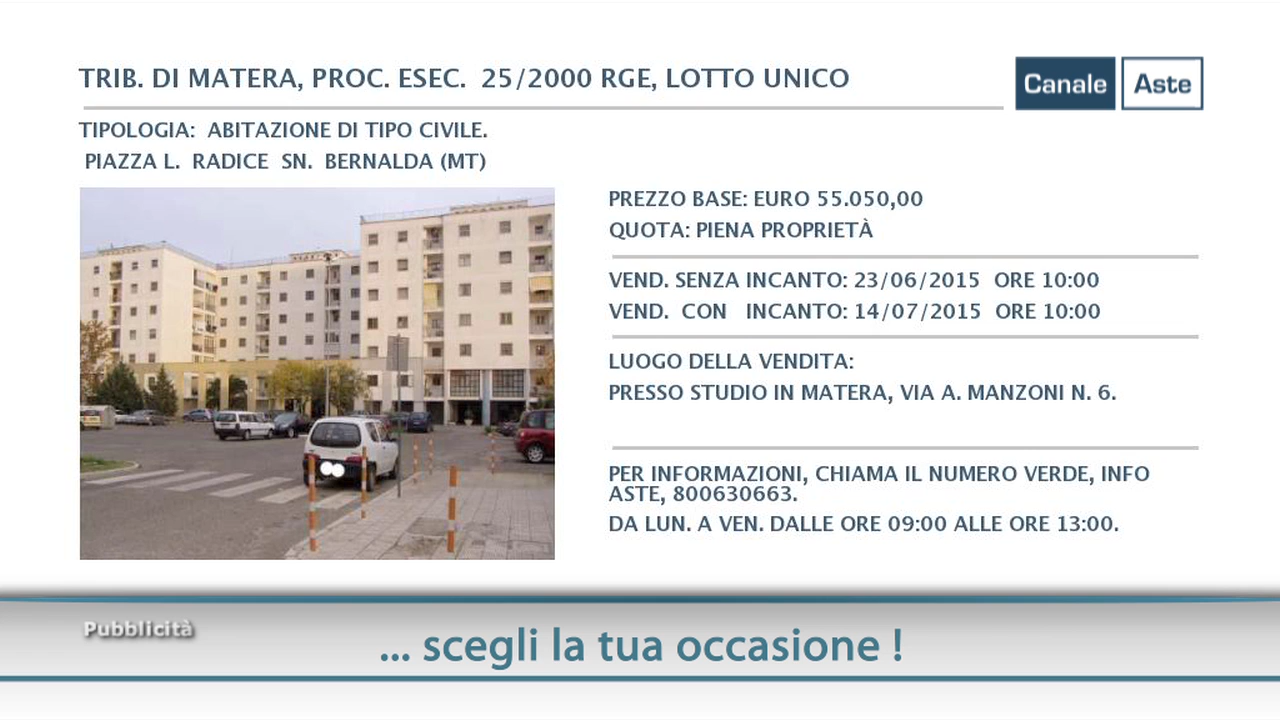 TRIB. DI MATERA, PROC. ESEC.  25/2000 RGE, LOTTO UNICO
Canale Aste
TIPOLOGIA:  ABITAZIONE DI TIPO CIVILE.
PIAZZA L.  RADICE  SN.  BERNALDA (MT)
PREZZO BASE: EURO 55.050,00
QUOTA: PIENA PROPRIETÀ
VEND. SENZA INCANTO: 23/06/2015  ORE 10:00
VEND.  CON   INCANTO: 14/07/2015  ORE 10:00
LUOGO DELLA VENDITA:
PRESSO STUDIO IN MATERA, VIA A. MANZONI N. 6.
PER INFORMAZIONI, CHIAMA IL NUMERO VERDE, INFO
ASTE, 800630663.
DA LUN. A VEN. DALLE ORE 09:00 ALLE ORE 13:00.
Pubblicità
... scegli la tua occasione !